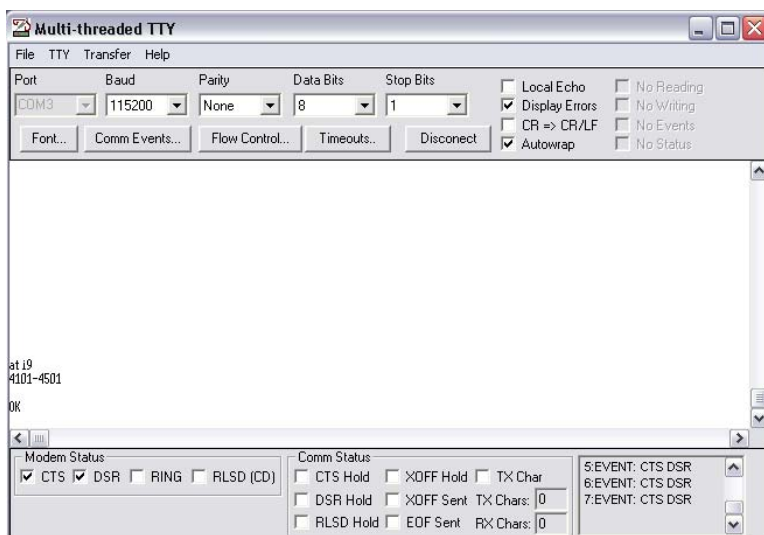 Multi-threaded TTY
File TTY Transfer Help
Port Baud Parity Data Bits Stop Bits
COM3 115200 None 8 1
Font... Comm Events... Flow Control... Timeouts.. Disconect
Local Echo No Reading
Display Errors No Writing
CR => CR/LF No Events
Autowrap No Status
at i9
4101-4501
OK
Modem Status
CTS DSR RING RLSD (CD)
Comm Status
CTS Hold XOFF Hold TX Char
DSR Hold XOFF Sent TX Chars: 0
RLSD Hold EOF Sent RX Chars: 0
5:EVENT: CTS DSR
6:EVENT: CTS DSR
7:EVENT: CTS DSR